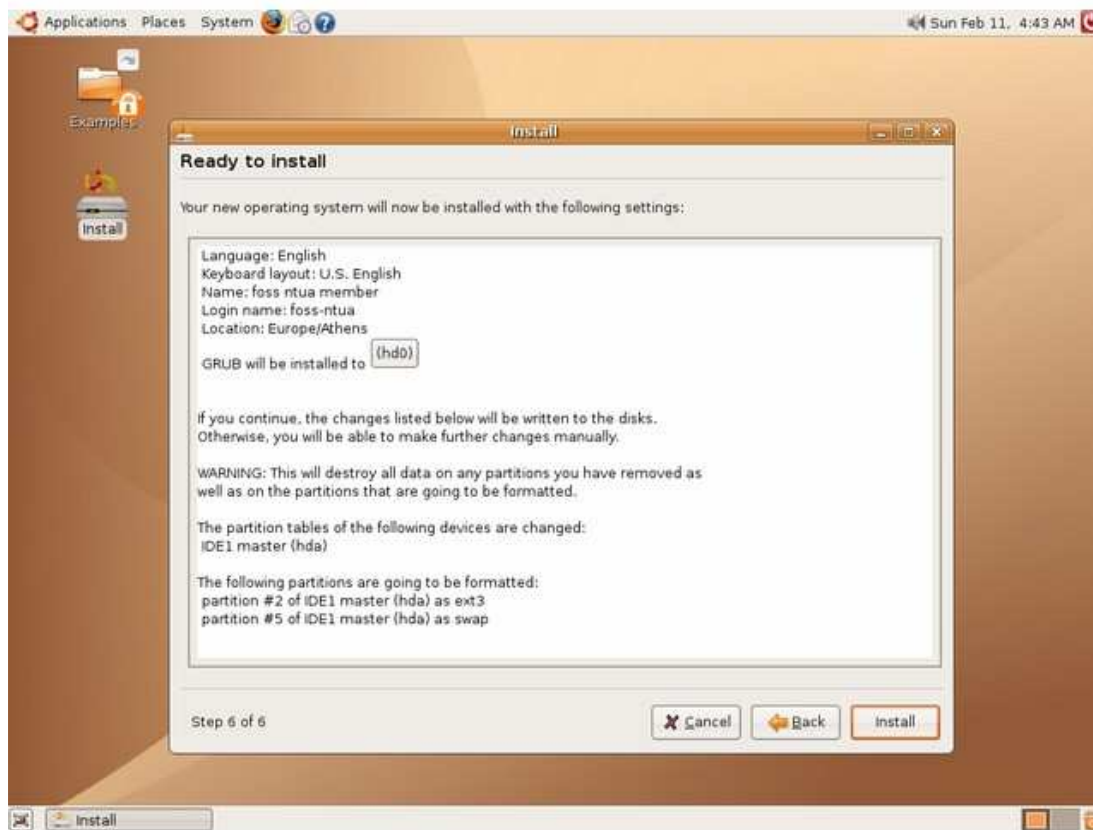 Applications Places System
Sun Feb 11, 4:43 AM
Examples
Install
Install
Ready to install
Your new operating system will now be installed with the following settings:
Language: English
Keyboard layout: U.S. English
Name: foss ntua member
Login name: foss-ntua
Location: Europe/Athens
GRUB will be installed to (hd0)
If you continue, the changes listed below will be written to the disks.
Otherwise, you will be able to make further changes manually.
WARNING: This will destroy all data on any partitions you have removed as
well as on the partitions that are going to be formatted.
The partition tables of the following devices are changed:
IDE1 master (hda)
The following partitions are going to be formatted:
partition #2 of IDE1 master (hda) as ext3
partition #5 of IDE1 master (hda) as swap
Step 6 of 6
Cancel
Back
Install
Install